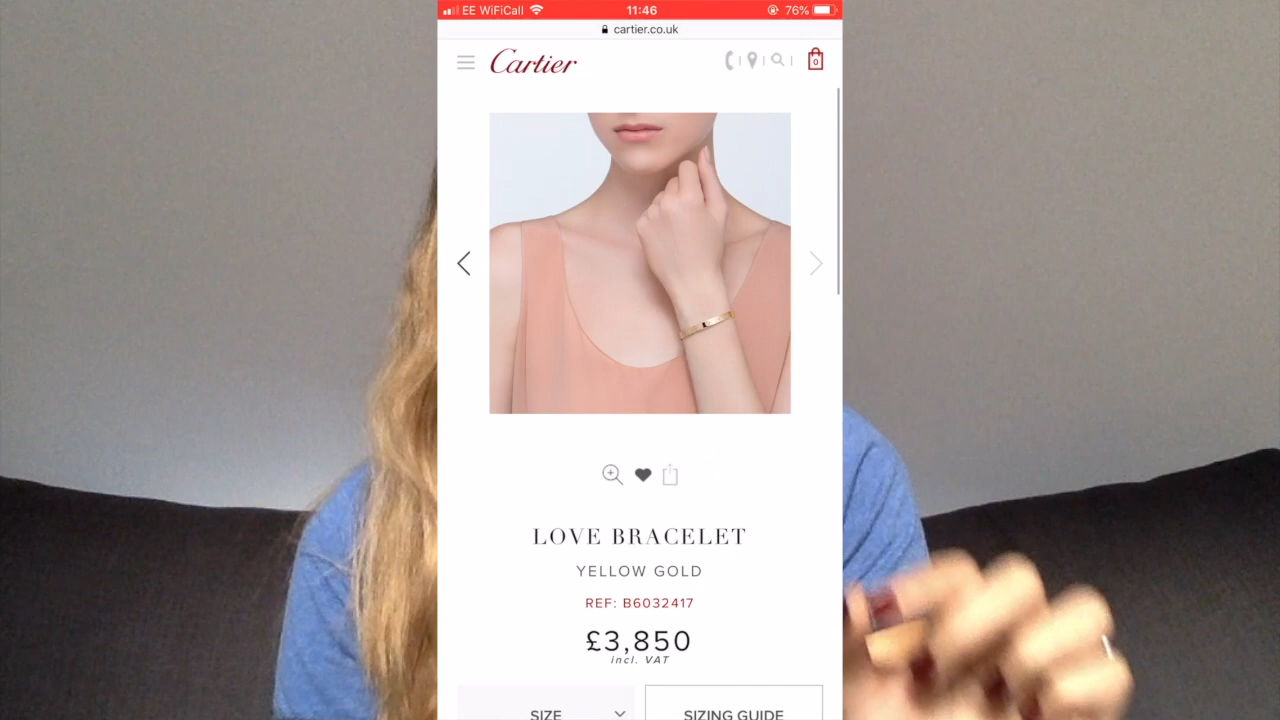 EE WiFiCall 11:46 76%
cartier.co.uk
Cartier
0
LOVE BRACELET
YELLOW GOLD
REF: B6032417
£3,850
incl. VAT
SIZE
SIZING GUIDE